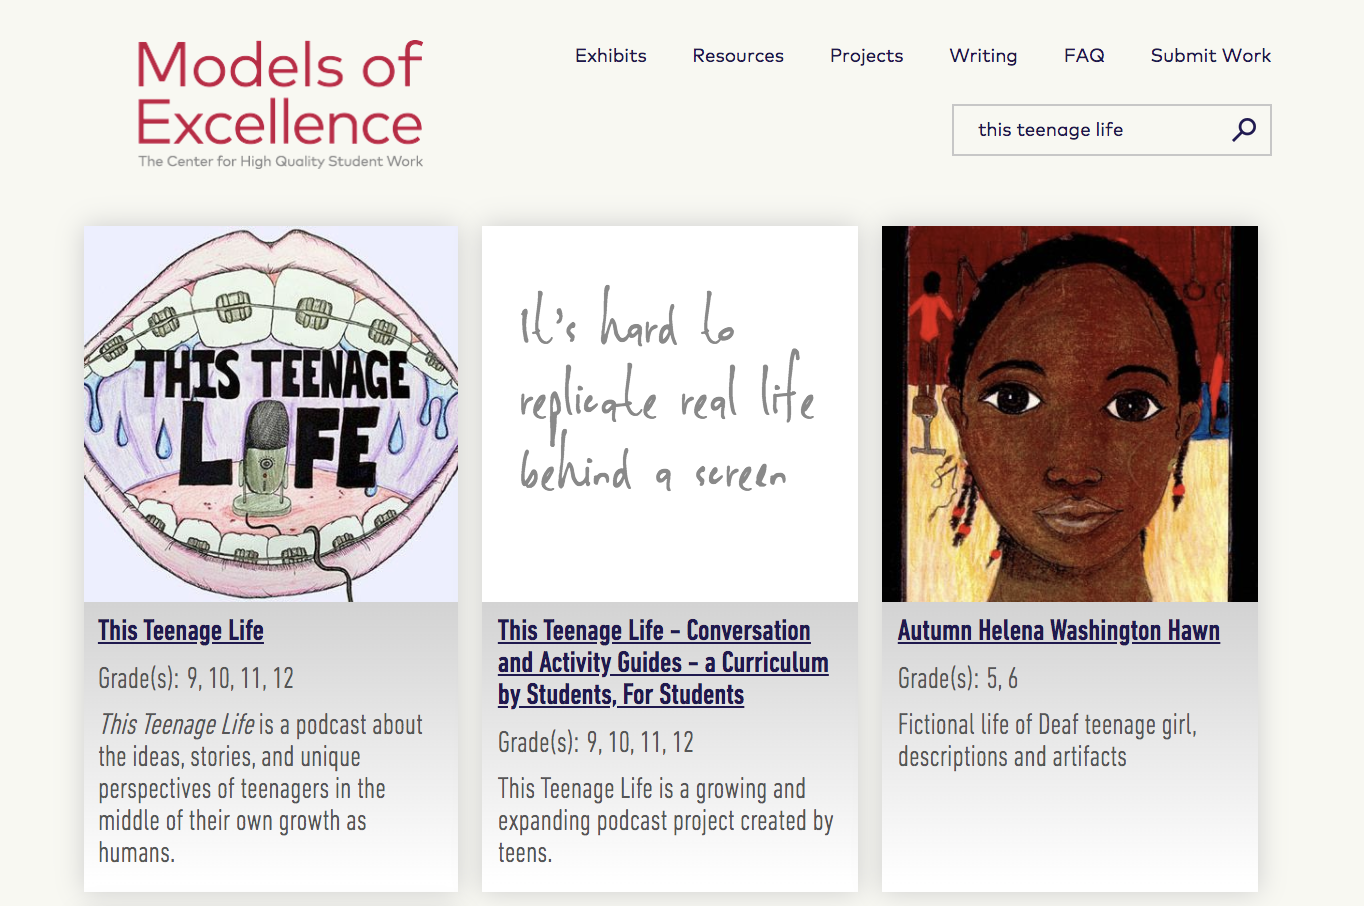 Models of
Excellence
The Center for High Quality Student Work
Exhibits Resources Projects Writing FAQ Submit Work
this teenage life
THIS TEENAGE
LIFE
This Teenage Life
Grade(s): 9, 10, 11, 12
This Teenage Life is a podcast about
the ideas, stories, and unique
perspectives of teenagers in the
middle of their own growth as
humans.
It's hard to
replicate real life
behind a screen
This Teenage Life - Conversation
and Activity Guides - a Curriculum
by Students, For Students
Grade(s): 9, 10, 11, 12
This Teenage Life is a growing and
expanding podcast project created by
teens.
Autumn Helena Washington Hawn
Grade(s): 5, 6
Fictional life of Deaf teenage girl,
descriptions and artifacts